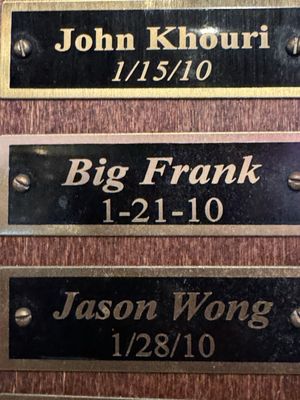 John Khouri
1/15/10
Big Frank
1-21-10
Jason Wong
1/28/10